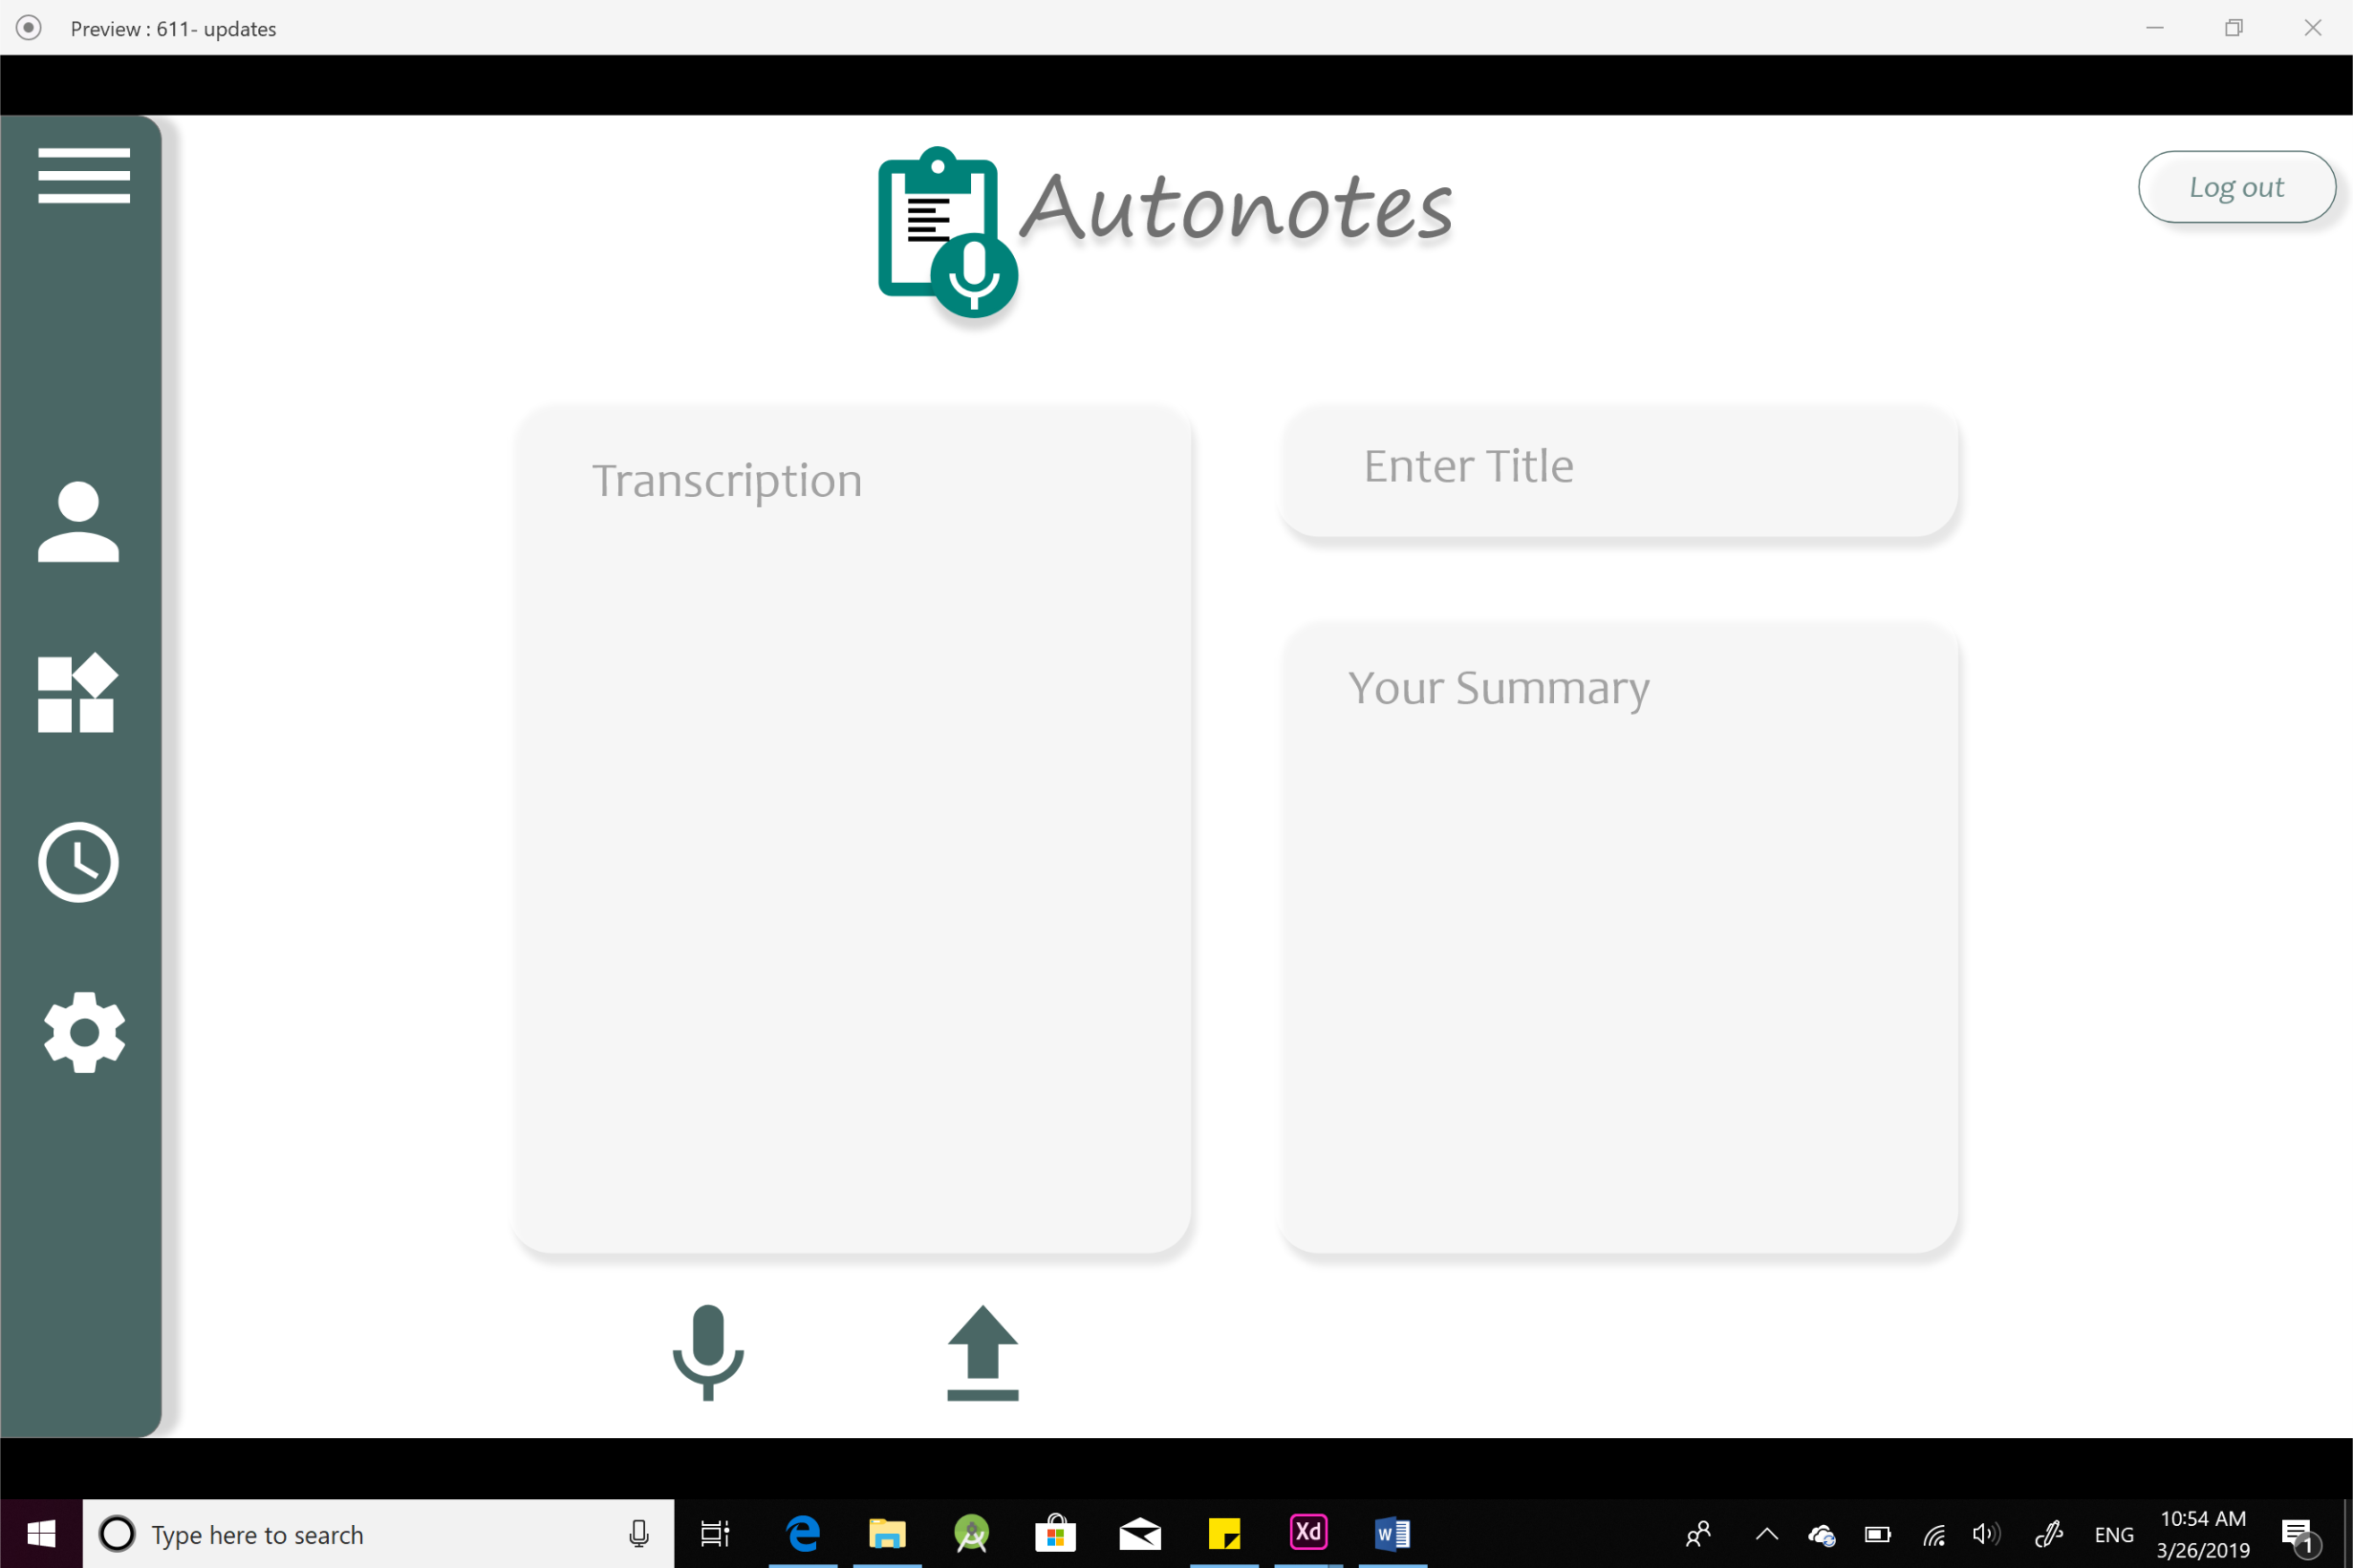 Preview : 611- updates
Autonotes
Log out
Transcription
Enter Title
Your Summary
Type here to search
Xd
W
ENG
10:54 AM
3/26/2019
1